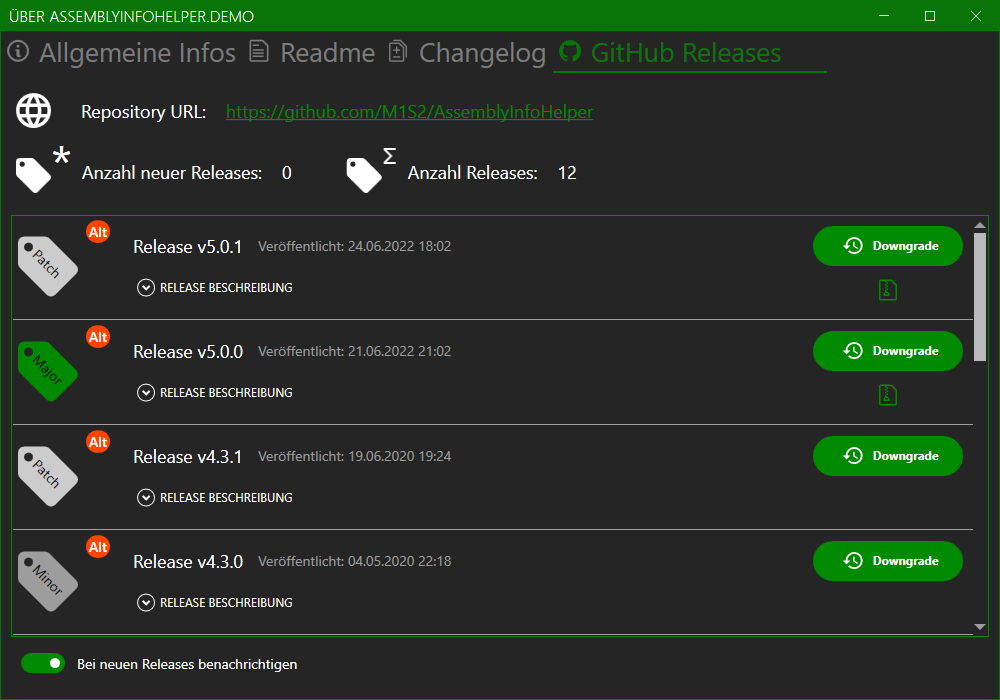 ÜBER ASSEMBLYINFOHELPER.DEMO
Allgemeine Infos Readme Changelog GitHub Releases
Repository URL: https://github.com/M1S2/AssemblyInfoHelper
* Anzahl neuer Releases: 0 Σ Anzahl Releases: 12
Patch Alt Release v5.0.1 Veröffentlicht: 24.06.2022 18:02 Downgrade
RELEASE BESCHREIBUNG
Major Alt Release v5.0.0 Veröffentlicht: 21.06.2022 21:02 Downgrade
RELEASE BESCHREIBUNG
Patch Alt Release v4.3.1 Veröffentlicht: 19.06.2020 19:24 Downgrade
RELEASE BESCHREIBUNG
Minor Alt Release v4.3.0 Veröffentlicht: 04.05.2020 22:18 Downgrade
RELEASE BESCHREIBUNG
Bei neuen Releases benachrichtigen